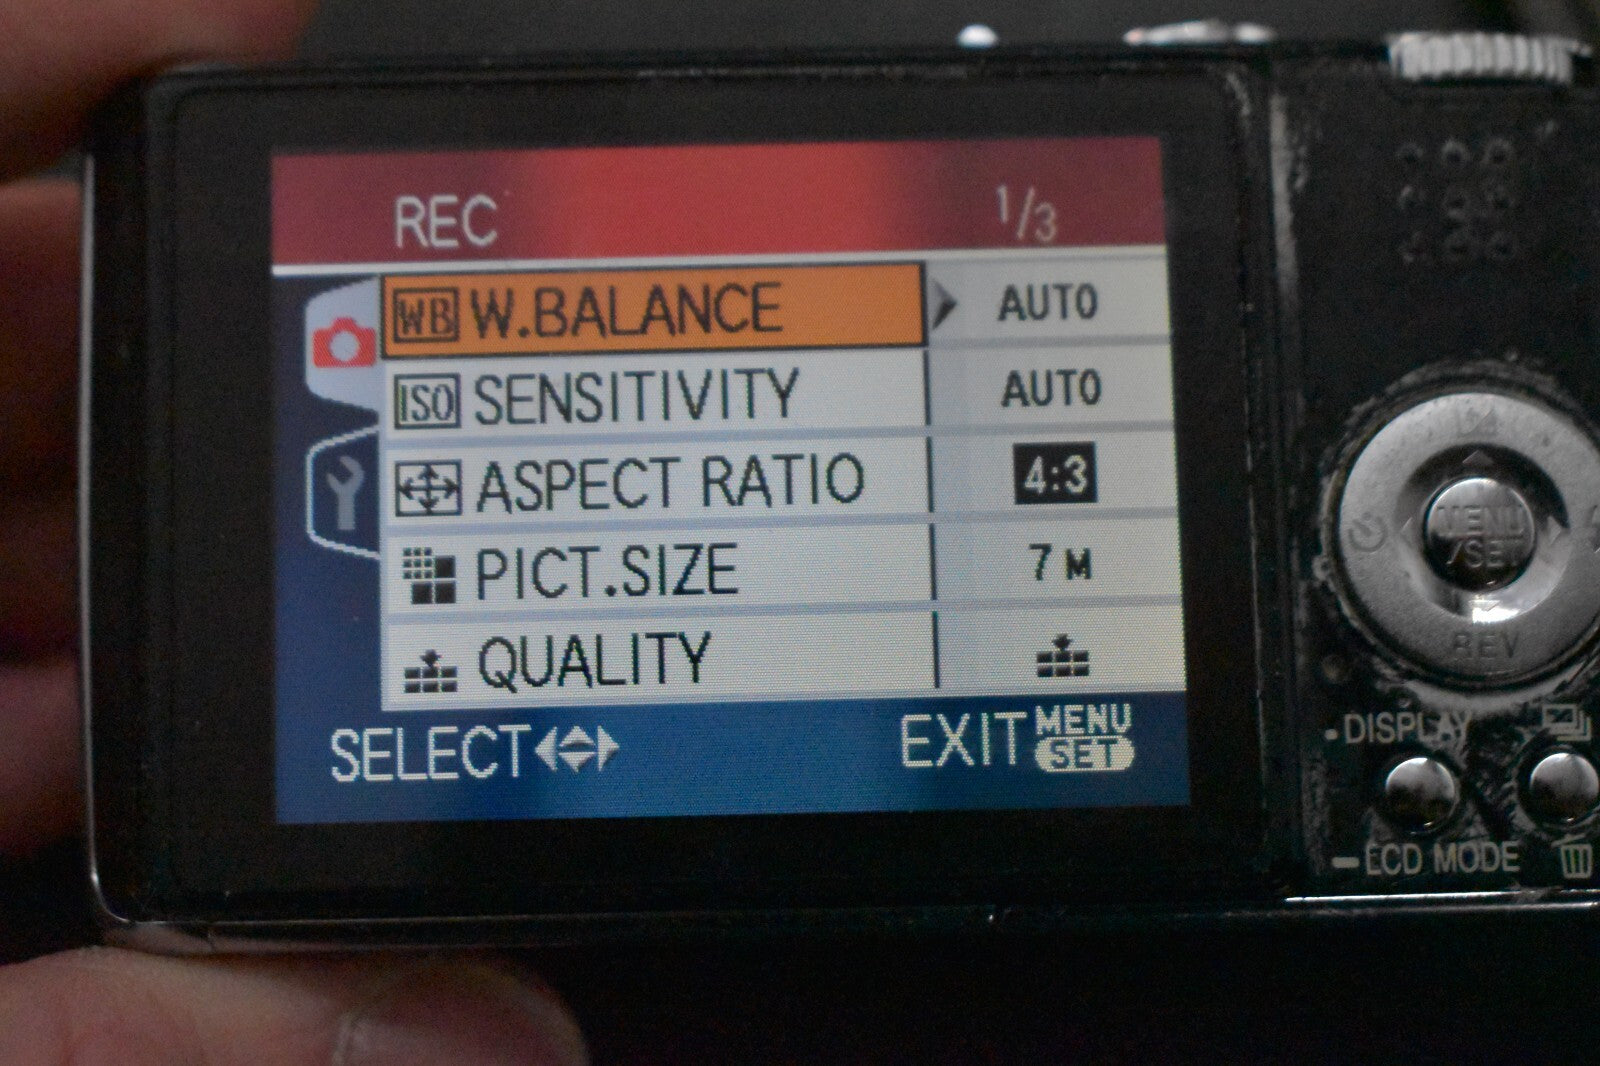 REC 1/3
WB W.BALANCE AUTO
ISO SENSITIVITY AUTO
ASPECT RATIO 4:3
PICT.SIZE 7M
QUALITY
SELECT EXIT MENU SET
MENU
/SET
REV
DISPLAY
LCD MODE